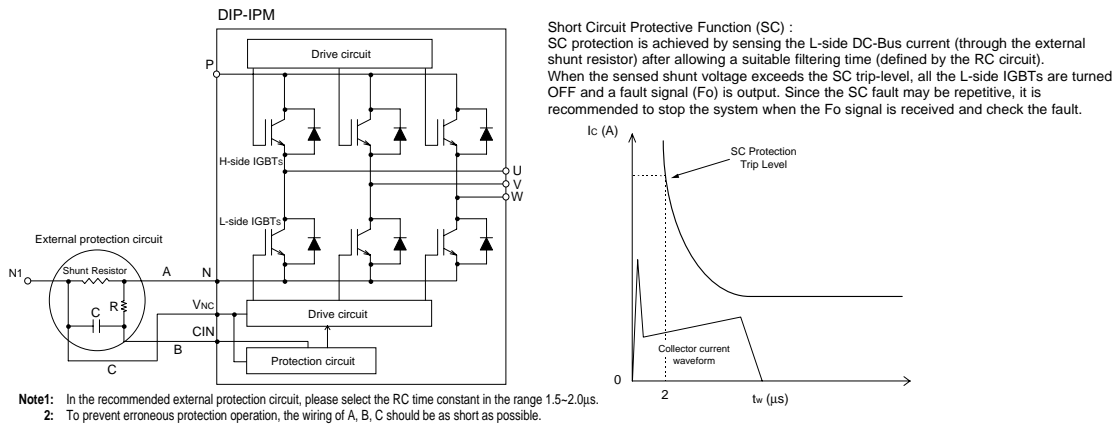 DIP-IPM
Drive circuit
P
H-side IGBTS
U
V
W
L-side IGBTS
External protection circuit
N1
Shunt Resistor
A
N
R
C
VNC
Drive circuit
CIN
B
C
Protection circuit
Short Circuit Protective Function (SC) :
SC protection is achieved by sensing the L-side DC-Bus current (through the external
shunt resistor) after allowing a suitable filtering time (defined by the RC circuit).
When the sensed shunt voltage exceeds the SC trip-level, all the L-side IGBTs are turned
OFF and a fault signal (Fo) is output. Since the SC fault may be repetitive, it is
recommended to stop the system when the Fo signal is received and check the fault.
IC (A)
SC Protection
Trip Level
Collector current
waveform
0
2
tw (μs)
Note1: In the recommended external protection circuit, please select the RC time constant in the range 1.5~2.0μs.
2: To prevent erroneous protection operation, the wiring of A, B, C should be as short as possible.